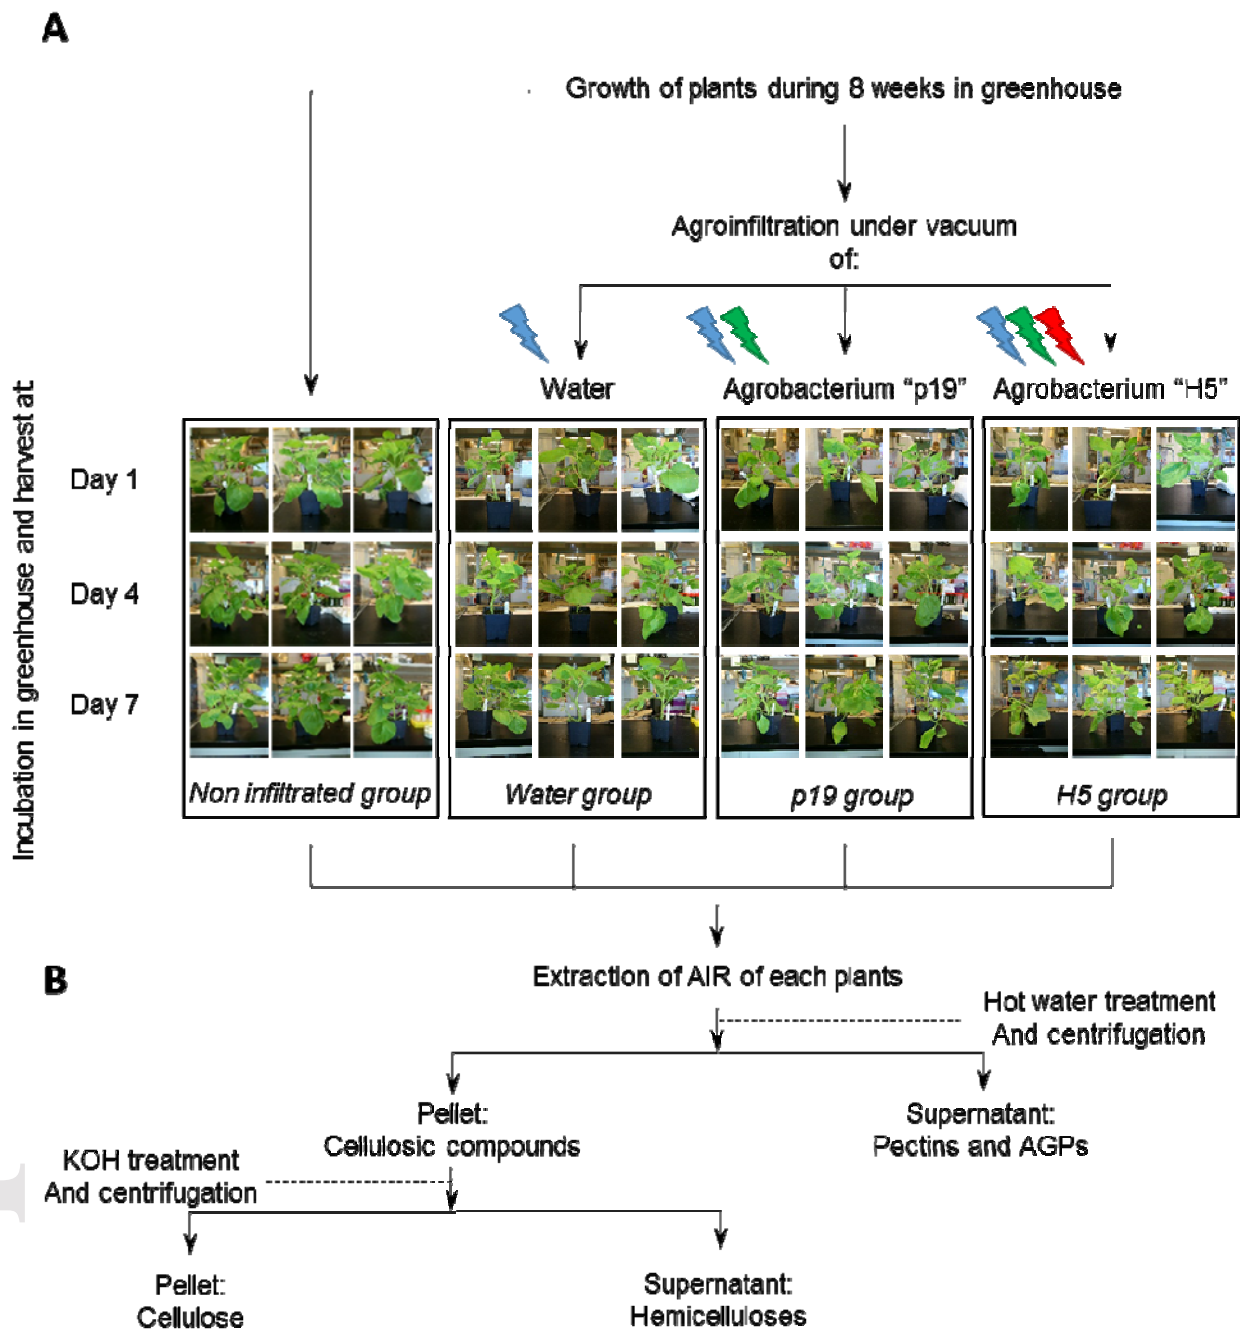 A
Growth of plants during 8 weeks in greenhouse
Agroinfiltration under vacuum
of:
Water
Agrobacterium “p19”
Agrobacterium “H5”
Incubation in greenhouse and harvest at:
Day 1
Day 4
Day 7
Non infiltrated group
Water group
p19 group
H5 group
B
Extraction of AIR of each plants
Hot water treatment
And centrifugation
Pellet:
Cellulosic compounds
Supernatant:
Pectins and AGPs
KOH treatment
And centrifugation
Pellet:
Cellulose
Supernatant:
Hemicelluloses